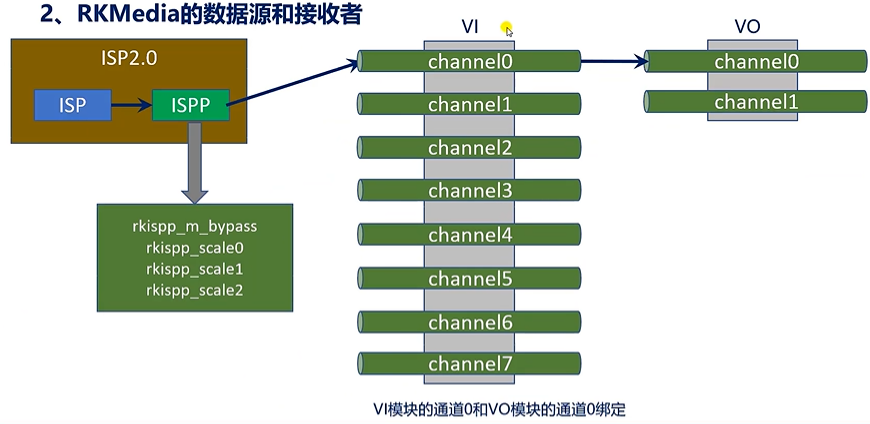 2、RKMedia的数据源和接收者
ISP2.0
ISP
ISPP
rkispp_m_bypass
rkispp_scale0
rkispp_scale1
rkispp_scale2
VI
channel0
channel1
channel2
channel3
channel4
channel5
channel6
channel7
VO
channel0
channel1
VI模块的通道0和VO模块的通道0绑定